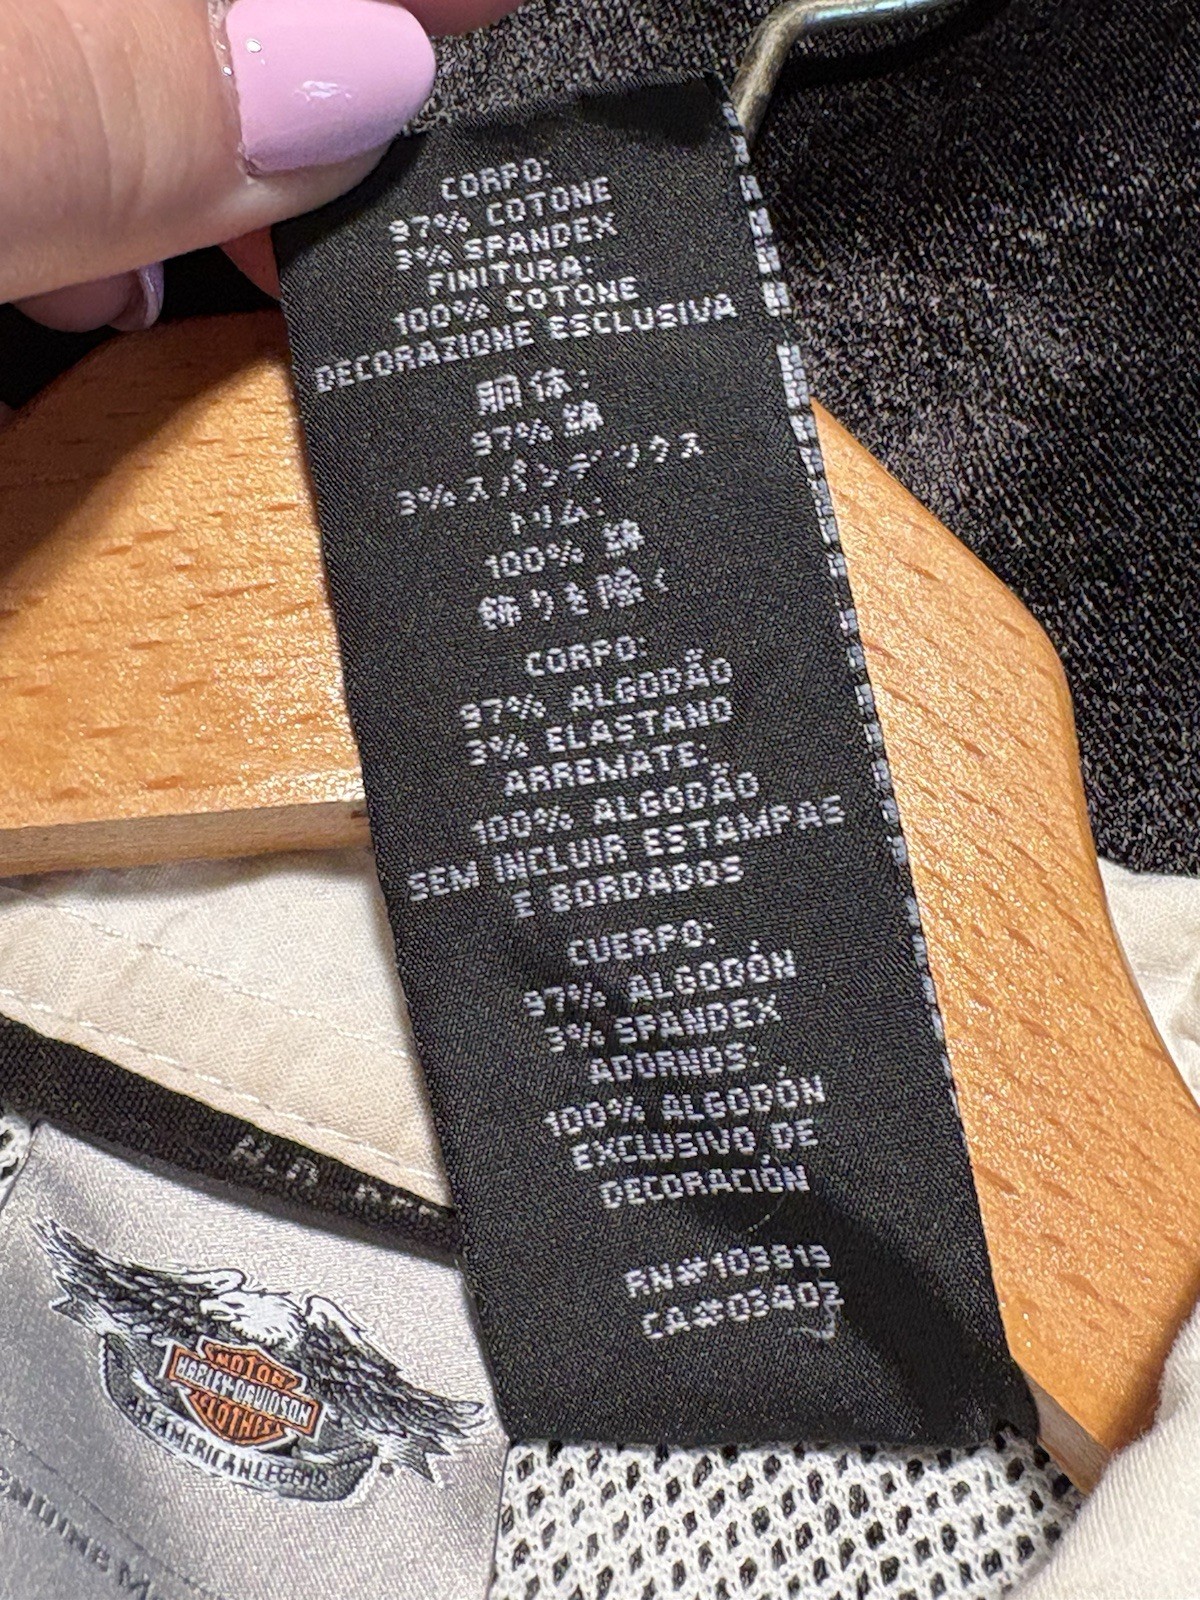 CORPO:
97% COTONE
3% SPANDEX
FINITURA:
100% COTONE
DECORAZIONE ESCLUSIVA
胴体:
97% 綿
3%スパンデックス
トリム:
100% 綿
飾りを除く
CORPO:
97% ALGODÃO
3% ELASTANO
ARREMATE:
100% ALGODÃO
SEM INCLUIR ESTAMPAS
E BORDADOS
CUERPO:
97% ALGODÓN
3% SPANDEX
ADORNOS:
100% ALGODÓN
EXCLUSIVO DE
DECORACIÓN
RN#103819
CA#03402
MOTOR
HARLEY-DAVIDSON
CLOTHES
AN AMERICAN LEGEND